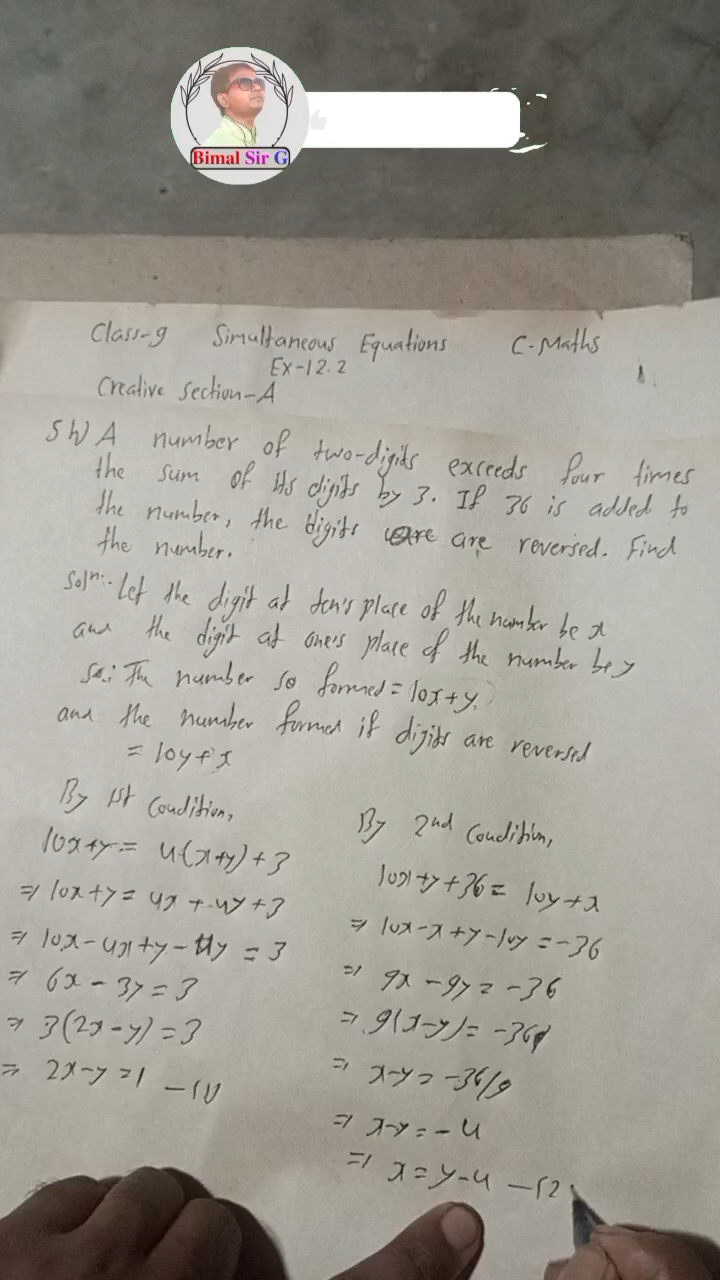 Bimal Sir G
Class-9 Simultaneous Equations C-Maths
Ex-12.2
Creative Section-A
5 A number of two-digits exceeds four times
the sum of its digits by 3. If 36 is added to
the number, the digits are are reversed. Find
the number.
Solⁿ:- Let the digit at ten's place of the number be x
and the digit at one's place of the number be y
The number so formed = 10x+y
and the number formed if digits are reversed
= 10y+x
By 1st Condition,
10x+y = 4(x+y)+3
⇒ 10x+y = 4x+4y+3
⇒ 10x-4x+y-4y = 3
⇒ 6x-3y = 3
⇒ 3(2x-y) = 3
⇒ 2x-y = 1 -(1)
By 2nd Condition,
10x+y+36 = 10y+x
⇒ 10x-x+y-10y = -36
⇒ 9x-9y = -36
⇒ 9(x-y) = -36
⇒ x-y = -36/9
⇒ x-y = -4
⇒ x = y-4 -(2